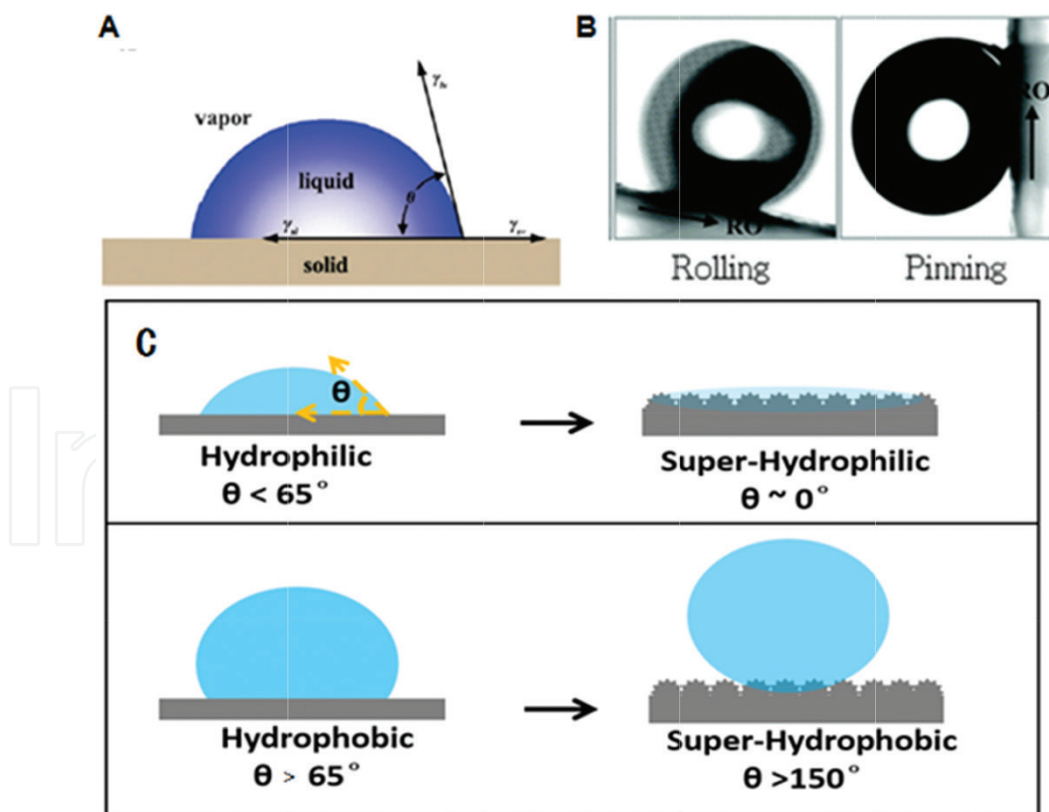 A
B
vapor
liquid
solid
θ
RO
RO
Rolling
Pinning
C
θ
Hydrophilic
θ < 65°
Super-Hydrophilic
θ ~ 0°
Hydrophobic
θ > 65°
Super-Hydrophobic
θ >150°